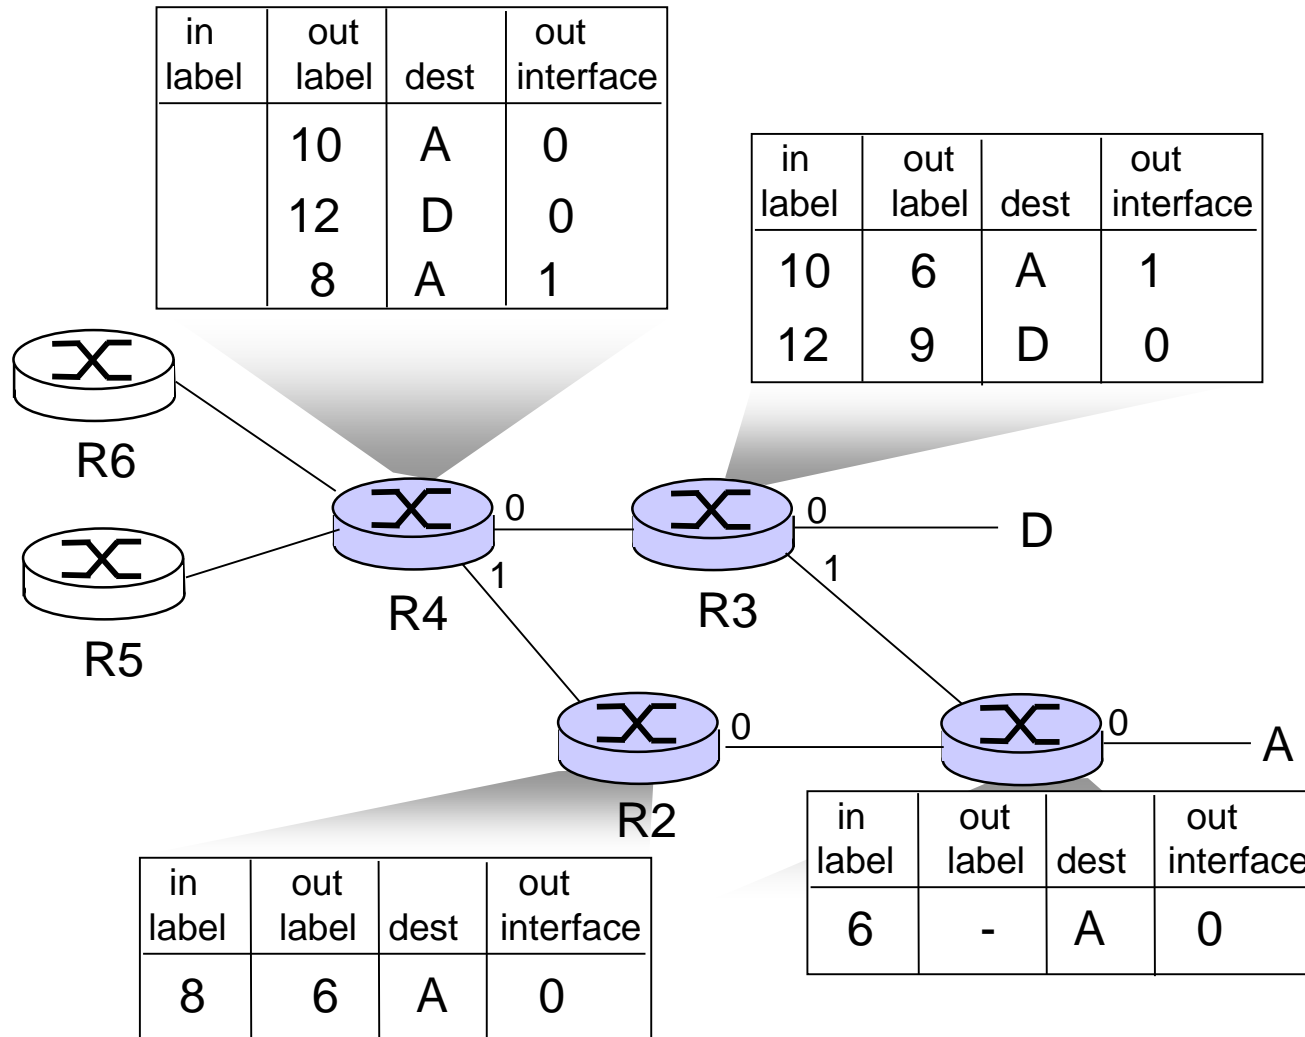 in out out
label label dest interface
10 A 0
12 D 0
8 A 1
in out out
label label dest interface
10 6 A 1
12 9 D 0
R6
0
0
D
1
1
R4
R3
R5
0
0
A
R2
in out out
label label dest interface
6 - A 0
in out out
label label dest interface
8 6 A 0